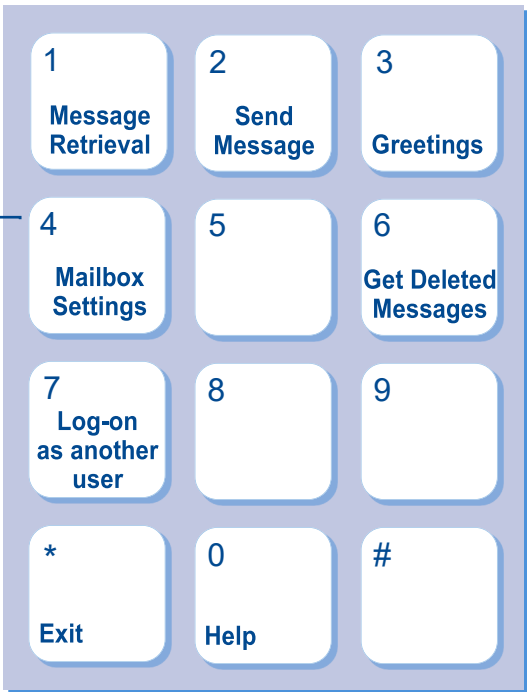 1
Message
Retrieval
2
Send
Message
3
Greetings
4
Mailbox
Settings
5
6
Get Deleted
Messages
7
Log-on
as another
user
8
9
*
Exit
0
Help
#